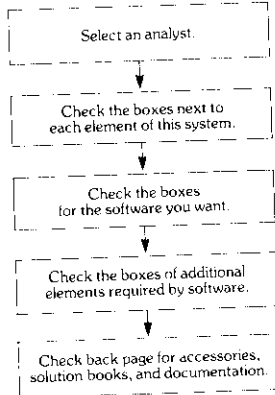 Select an analyst.
Check the boxes next to
each element of this system.
Check the boxes
for the software you want.
Check the boxes of additional
elements required by software.
Check back page for accessories,
solution books, and documentation.